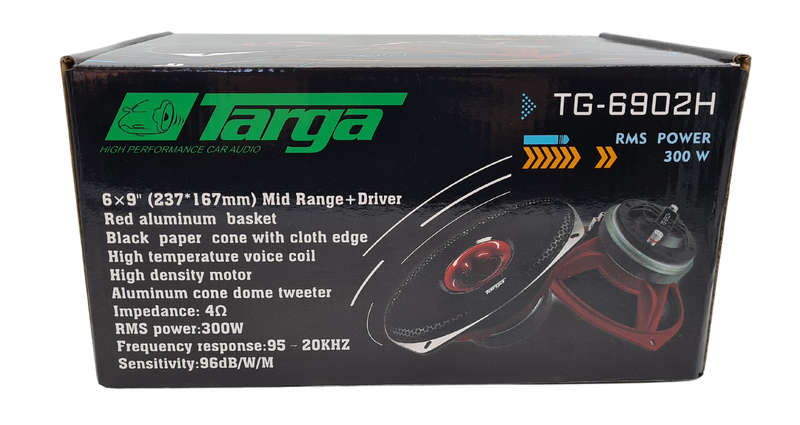 Targa
HIGH PERFORMANCE CAR AUDIO
TG-6902H
RMS POWER
300 W
6×9" (237*167mm) Mid Range+Driver
Red aluminum basket
Black paper cone with cloth edge
High temperature voice coil
High density motor
Aluminum cone dome tweeter
Impedance: 4Ω
RMS power:300W
Frequency response:95 - 20KHZ
Sensitivity:96dB/W/M
TARGA